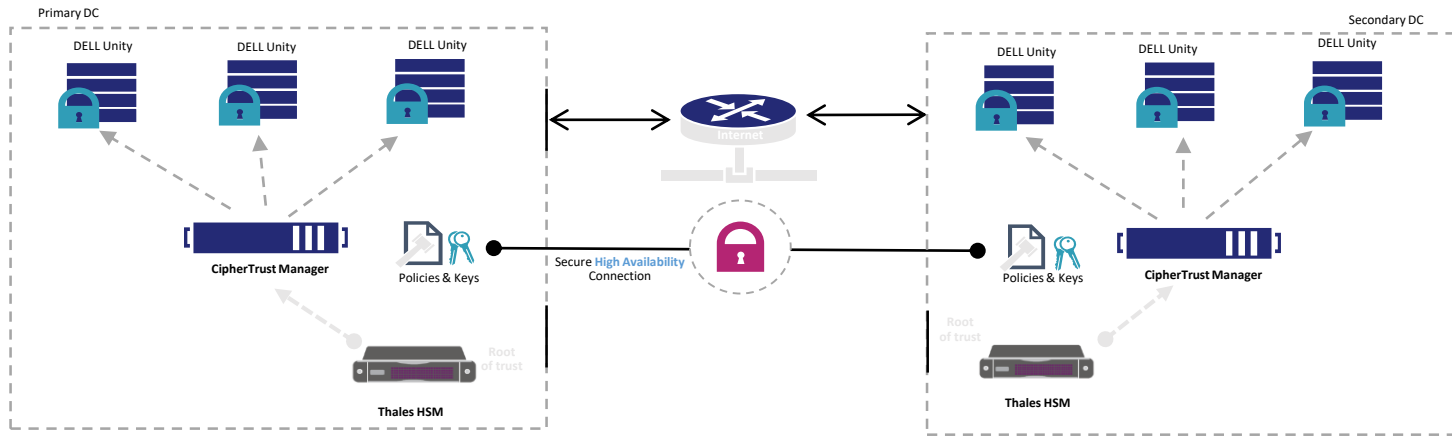 Primary DC
Secondary DC
DELL Unity
DELL Unity
DELL Unity
DELL Unity
DELL Unity
DELL Unity
Internet
CipherTrust Manager
Policies & Keys
Secure High Availability
Connection
Policies & Keys
CipherTrust Manager
Root
of trust
Thales HSM
Root
of trust
Thales HSM